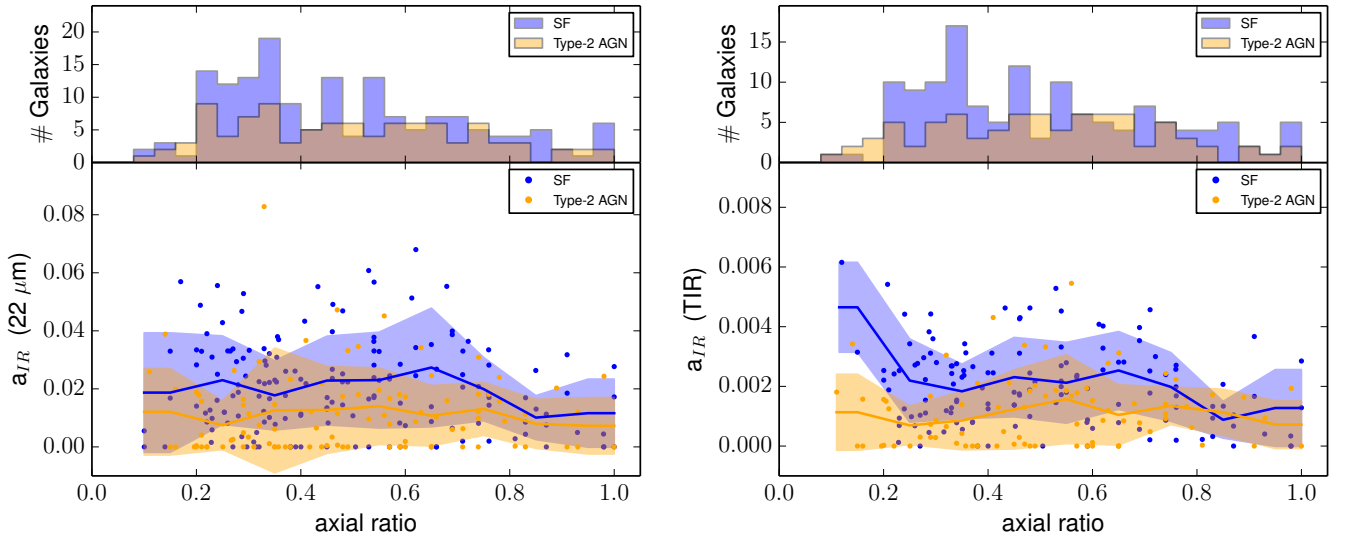 # Galaxies
20
15
10
5
0
SF
Type-2 AGN
a_IR (22 μm)
0.08
0.06
0.04
0.02
0.00
SF
Type-2 AGN
0.0 0.2 0.4 0.6 0.8 1.0
axial ratio
# Galaxies
15
10
5
0
SF
Type-2 AGN
a_IR (TIR)
0.008
0.006
0.004
0.002
0.000
SF
Type-2 AGN
0.0 0.2 0.4 0.6 0.8 1.0
axial ratio